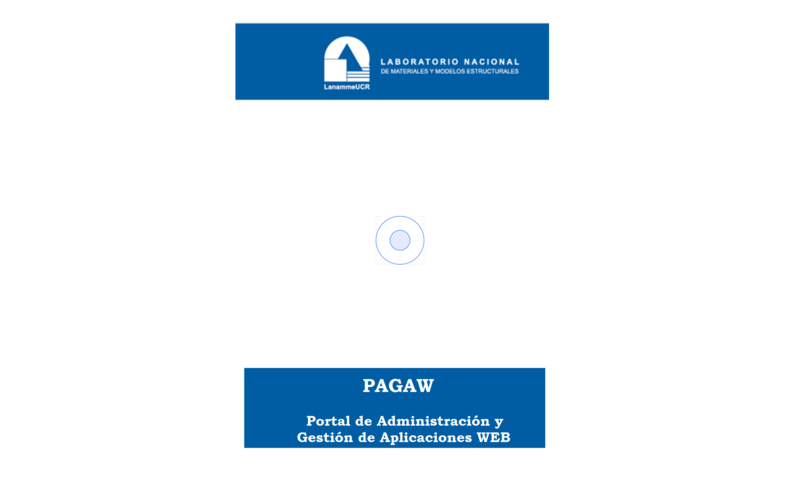 LABORATORIO NACIONAL
DE MATERIALES Y MODELOS ESTRUCTURALES
LanammeUCR
PAGAW
Portal de Administración y
Gestión de Aplicaciones WEB